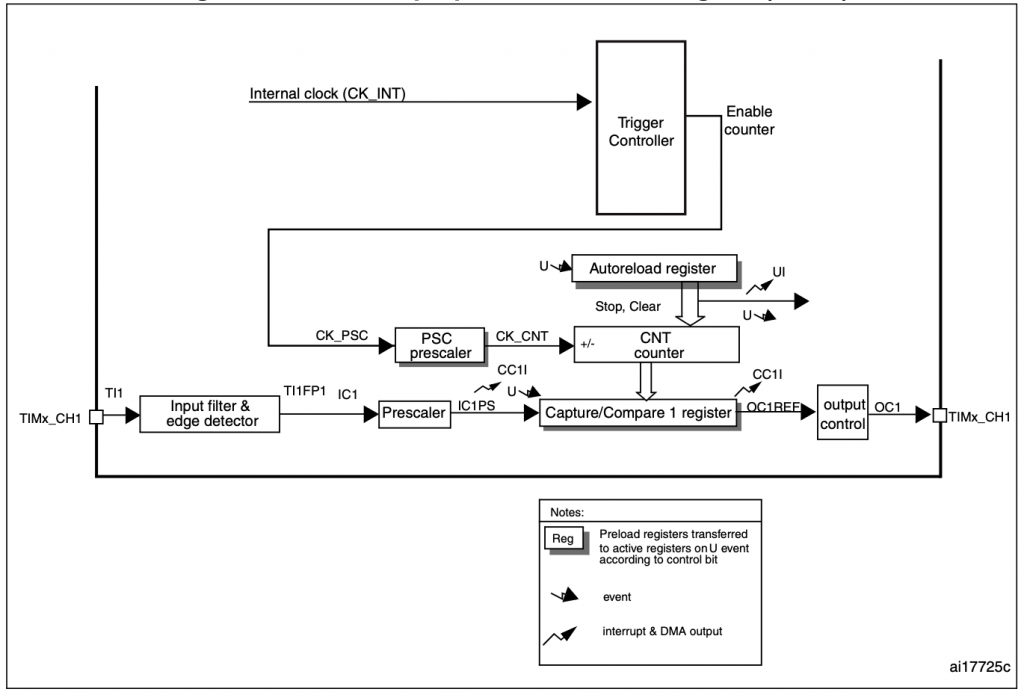 Internal clock (CK_INT)
Trigger
Controller
Enable
counter
U
Autoreload register
UI
Stop, Clear
U
CK_PSC
PSC
prescaler
CK_CNT
+/-
CNT
counter
TI1
TI1FP1
IC1
CC1I
U
CC1I
TIMx_CH1
Input filter &
edge detector
Prescaler
IC1PS
Capture/Compare 1 register
OC1REF
output
control
OC1
TIMx_CH1
Notes:
Reg
Preload registers transferred
to active registers on U event
according to control bit
event
interrupt & DMA output
ai17725c